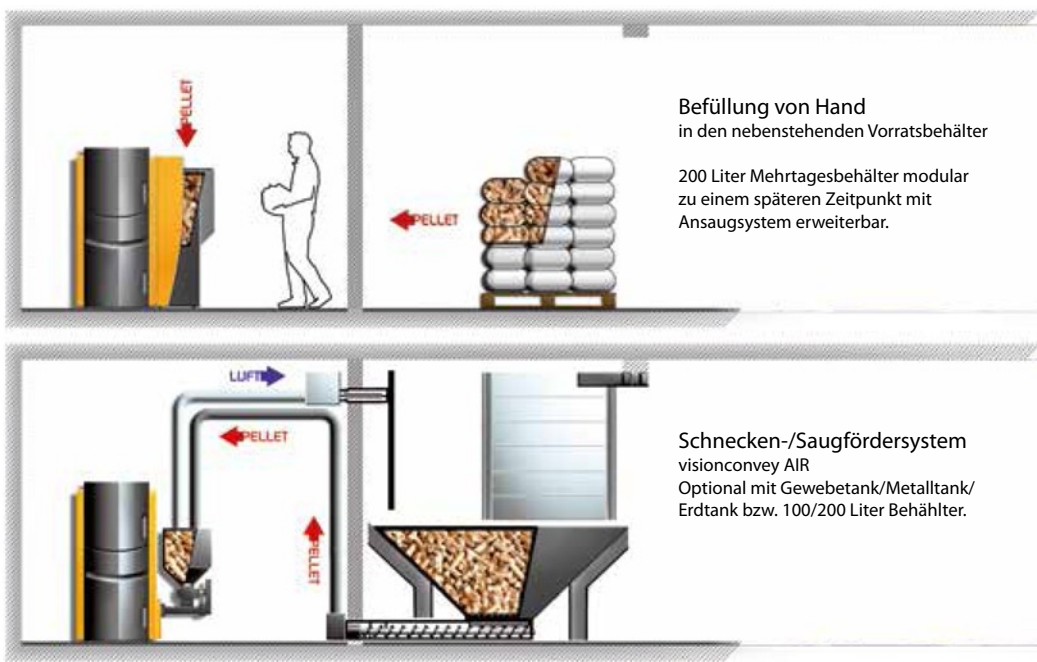 PELLET
PELLET
Befüllung von Hand
in den nebenstehenden Vorratsbehälter
200 Liter Mehrtagesbehälter modular
zu einem späteren Zeitpunkt mit
Ansaugsystem erweiterbar.
LUFT
PELLET
PELLET
Schnecken-/Saugfördersystem
visionconvey AIR
Optional mit Gewebetank/Metalltank/
Erdtank bzw. 100/200 Liter Behählter.